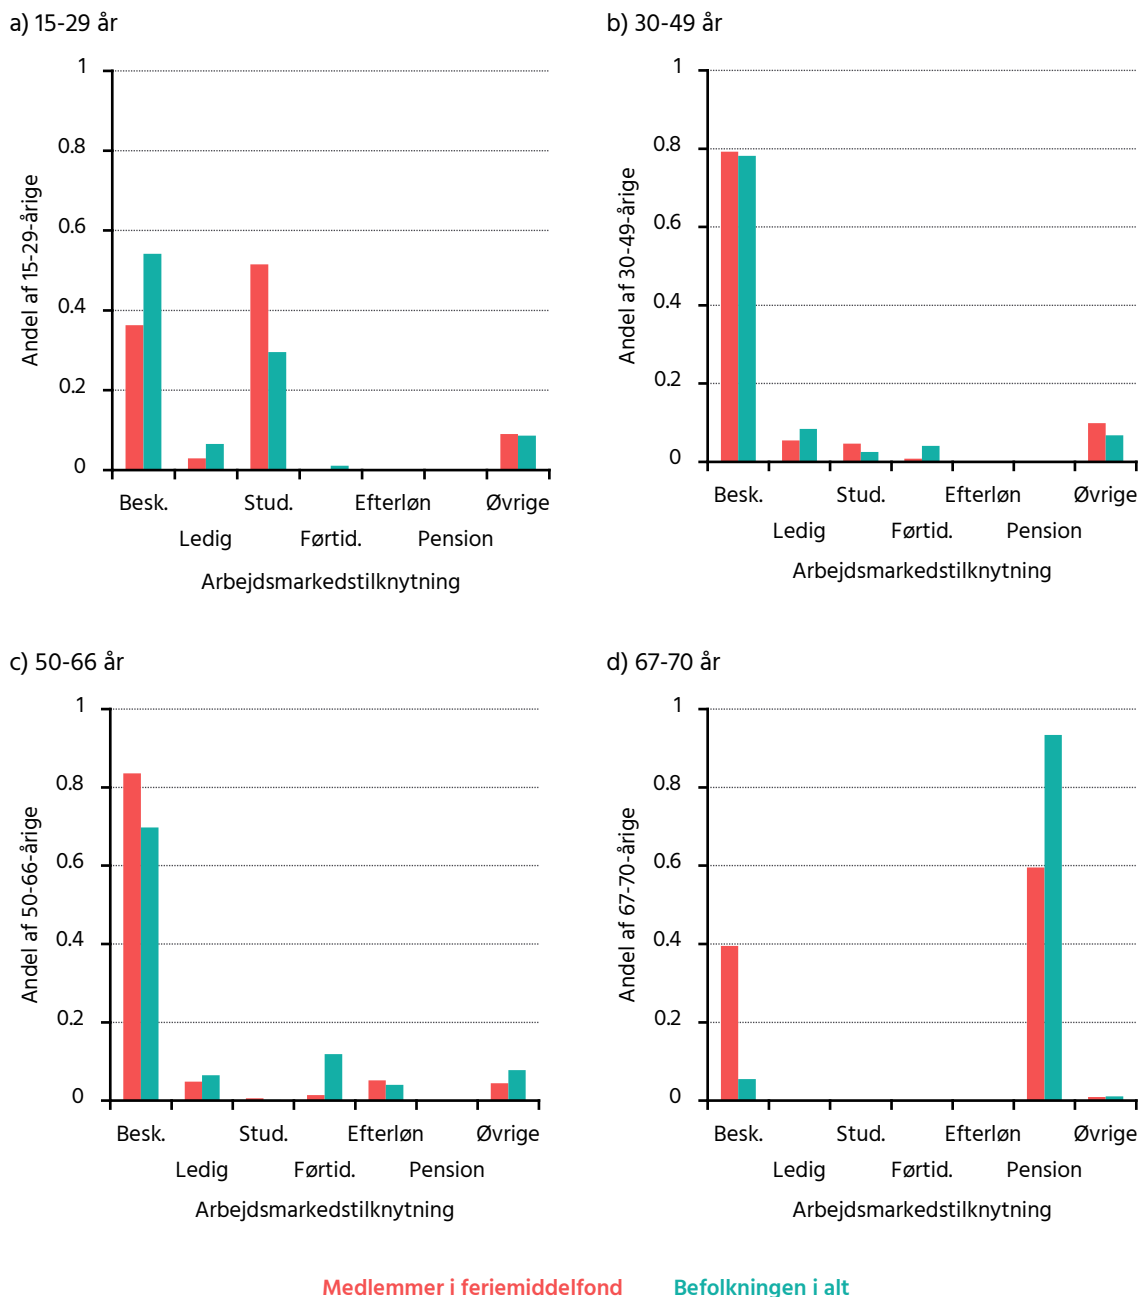 a) 15-29 år
1
0.8
0.6
0.4
0.2
0
Andel af 15-29-årige
Besk.
Stud.
Efterløn
Øvrige
Ledig
Førtid.
Pension
Arbejdsmarkedstilknytning
b) 30-49 år
1
0.8
0.6
0.4
0.2
0
Andel af 30-49-årige
Besk.
Stud.
Efterløn
Øvrige
Ledig
Førtid.
Pension
Arbejdsmarkedstilknytning
c) 50-66 år
1
0.8
0.6
0.4
0.2
0
Andel af 50-66-årige
Besk.
Stud.
Efterløn
Øvrige
Ledig
Førtid.
Pension
Arbejdsmarkedstilknytning
d) 67-70 år
1
0.8
0.6
0.4
0.2
0
Andel af 67-70-årige
Besk.
Stud.
Efterløn
Øvrige
Ledig
Førtid.
Pension
Arbejdsmarkedstilknytning
Medlemmer i feriemiddelfond
Befolkningen i alt